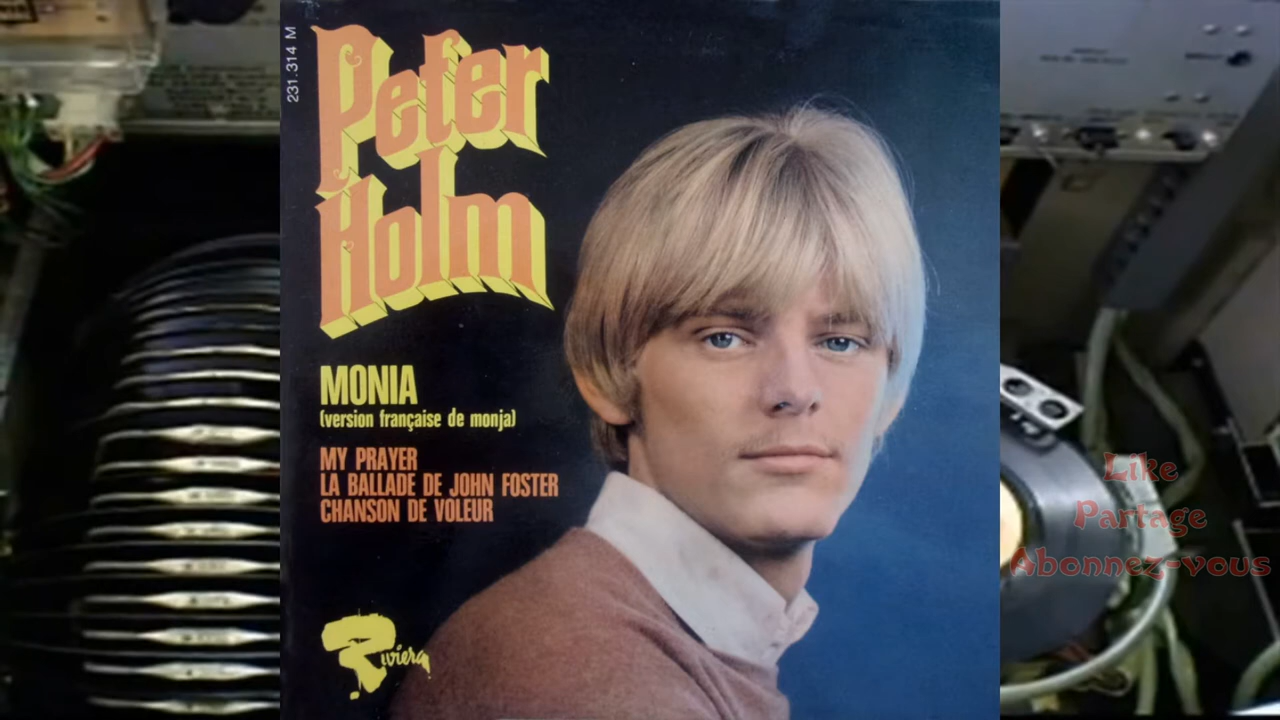 231.314 M
Peter
Holm
MONIA
(version française de monja)
MY PRAYER
LA BALLADE DE JOHN FOSTER
CHANSON DE VOLEUR
Riviera
Like
Partage
Abonnez-vous